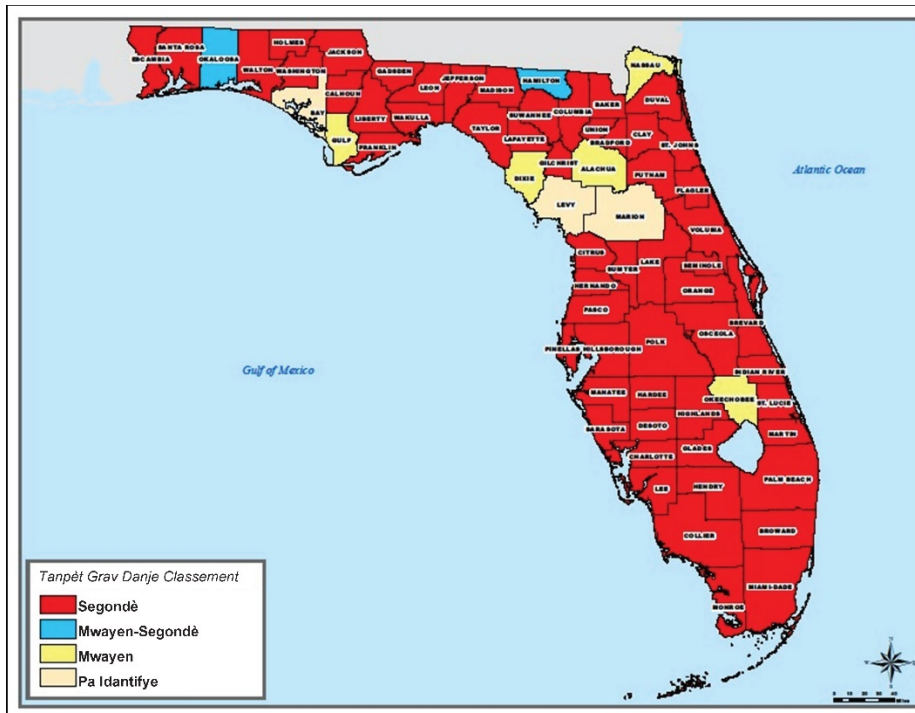 HOLMES
SANTA ROSA
JACKSON
ESCAMBIA
OKALOOSA
WALTON
WASHINGTON
GADSDEN
LEON
JEFFERSON
MADISON
HAMILTON
NASSAU
CALHOUN
BAY
LIBERTY
WAKULLA
GULF
FRANKLIN
TAYLOR
SUWANNEE
COLUMBIA
BAKER
DUVAL
LAFAYETTE
UNION
BRADFORD
CLAY
ST. JOHNS
DIXIE
GILCHRIST
ALACHUA
PUTNAM
FLAGLER
Atlantic Ocean
LEVY
MARION
VOLUSIA
CITRUS
SUMTER
LAKE
SEMINOLE
HERNANDO
ORANGE
PASCO
BREVARD
OSCEOLA
PINELLAS
HILLSBOROUGH
POLK
Gulf of Mexico
INDIAN RIVER
MANATEE
HARDEE
OKEECHOBEE
ST. LUCIE
HIGHLANDS
SARASOTA
DESOTO
MARTIN
CHARLOTTE
GLADES
PALM BEACH
LEE
HENDRY
COLLIER
BROWARD
MIAMI-DADE
MONROE
Tanpèt Grav Danje Classement
Segondè
Mwayen-Segondè
Mwayen
Pa Idantifye